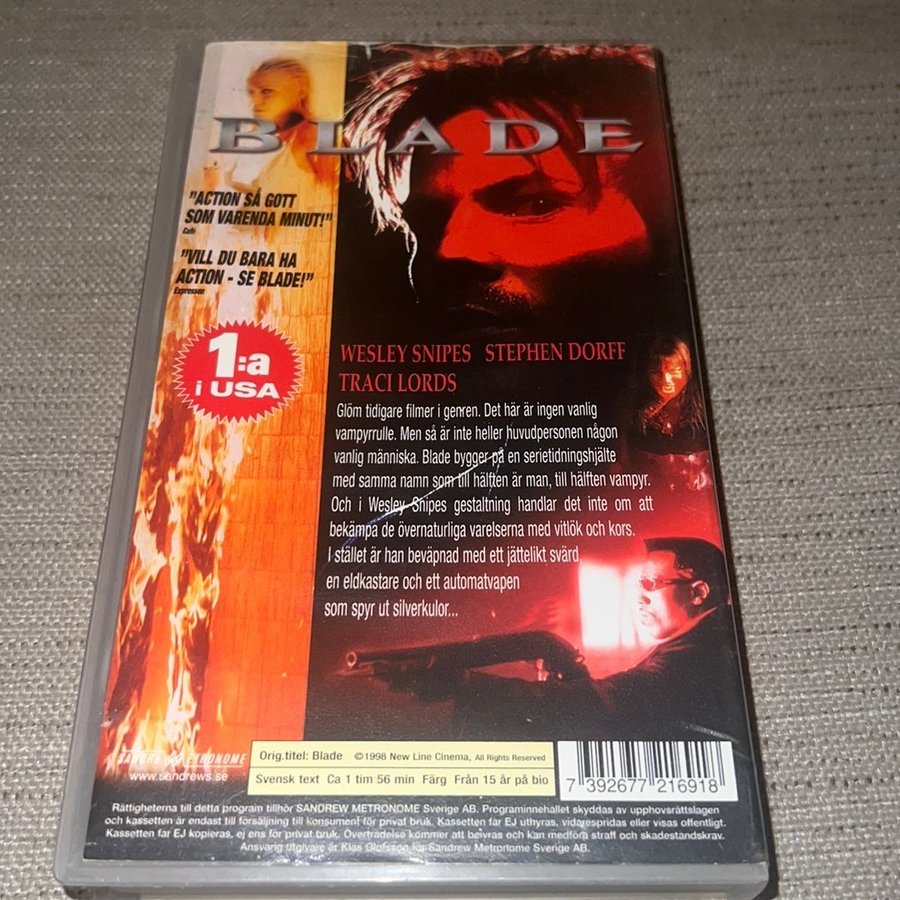 BLADE
"ACTION SÅ GOTT
SOM VARENDA MINUT!"
Café
"VILL DU BARA HA
ACTION - SE BLADE!"
Expressen
1:a
i USA
WESLEY SNIPES STEPHEN DORFF
TRACI LORDS
Glöm tidigare filmer i genren. Det här är ingen vanlig
vampyrrulle. Men så är inte heller huvudpersonen någon
vanlig människa. Blade bygger på en serietidningshjälte
med samma namn som till hälften är man, till hälften vampyr.
Och i Wesley Snipes gestaltning handlar det inte om att
bekämpa de övernaturliga varelserna med vitlök och kors.
I stället är han beväpnad med ett jättelikt svärd,
en eldkastare och ett automatvapen
som spyr ut silverkulor...
SANDREW METRONOME
www.sandrews.se
Orig.titel: Blade ©1998 New Line Cinema, All Rights Reserved
Svensk text Ca 1 tim 56 min Färg Från 15 år på bio
7 392677 216918
Rättigheterna till detta program tillhör SANDREW METRONOME Sverige AB. Programinnehållet skyddas av upphovsrättslagen
och kassetten är endast till försäljning till konsument för privat bruk. Kassetten får EJ uthyras, vidarespridas eller visas offentligt.
Kassetten får EJ kopieras, ej ens för privat bruk. Överträdelse kommer att beivras och kan medföra straff och skadeståndskrav.
Ansvarig utgivare är Klas Olofsson för Sandrew Metronome Sverige AB.